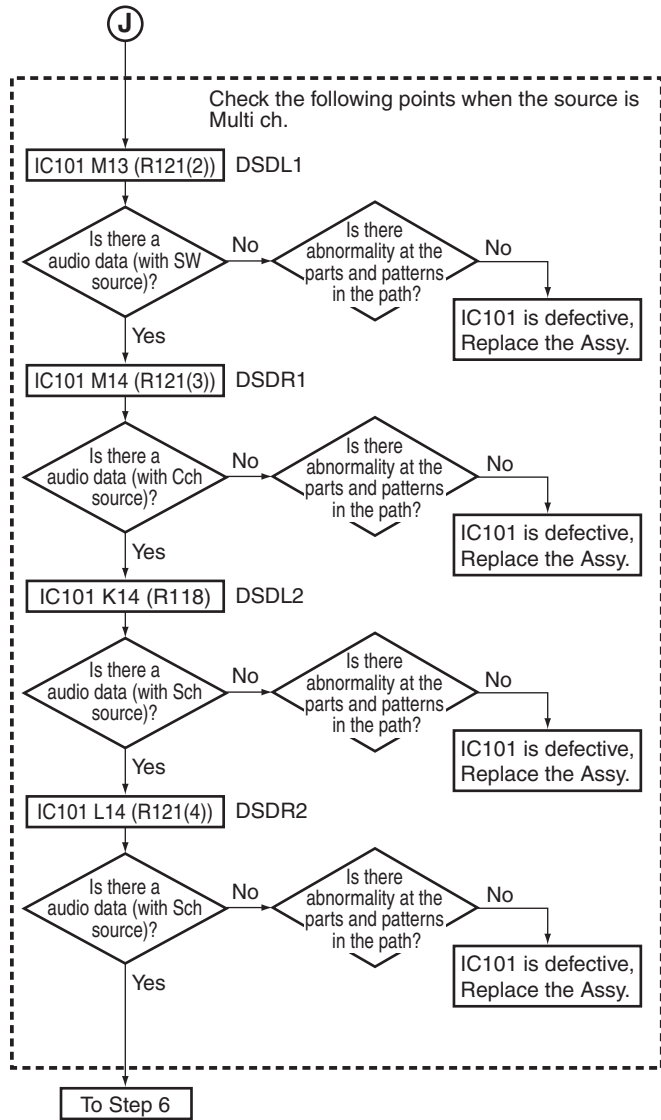 J
Check the following points when the source is
Multi ch.
IC101 M13 (R121(2))
DSDL1
Is there a
audio data (with SW
source)?
No
Is there
abnormality at the
parts and patterns
in the path?
No
IC101 is defective,
Replace the Assy.
Yes
IC101 M14 (R121(3))
DSDR1
Is there a
audio data (with Cch
source)?
No
Is there
abnormality at the
parts and patterns
in the path?
No
IC101 is defective,
Replace the Assy.
Yes
IC101 K14 (R118)
DSDL2
Is there a
audio data (with Sch
source)?
No
Is there
abnormality at the
parts and patterns
in the path?
No
IC101 is defective,
Replace the Assy.
Yes
IC101 L14 (R121(4))
DSDR2
Is there a
audio data (with Sch
source)?
No
Is there
abnormality at the
parts and patterns
in the path?
No
IC101 is defective,
Replace the Assy.
Yes
To Step 6